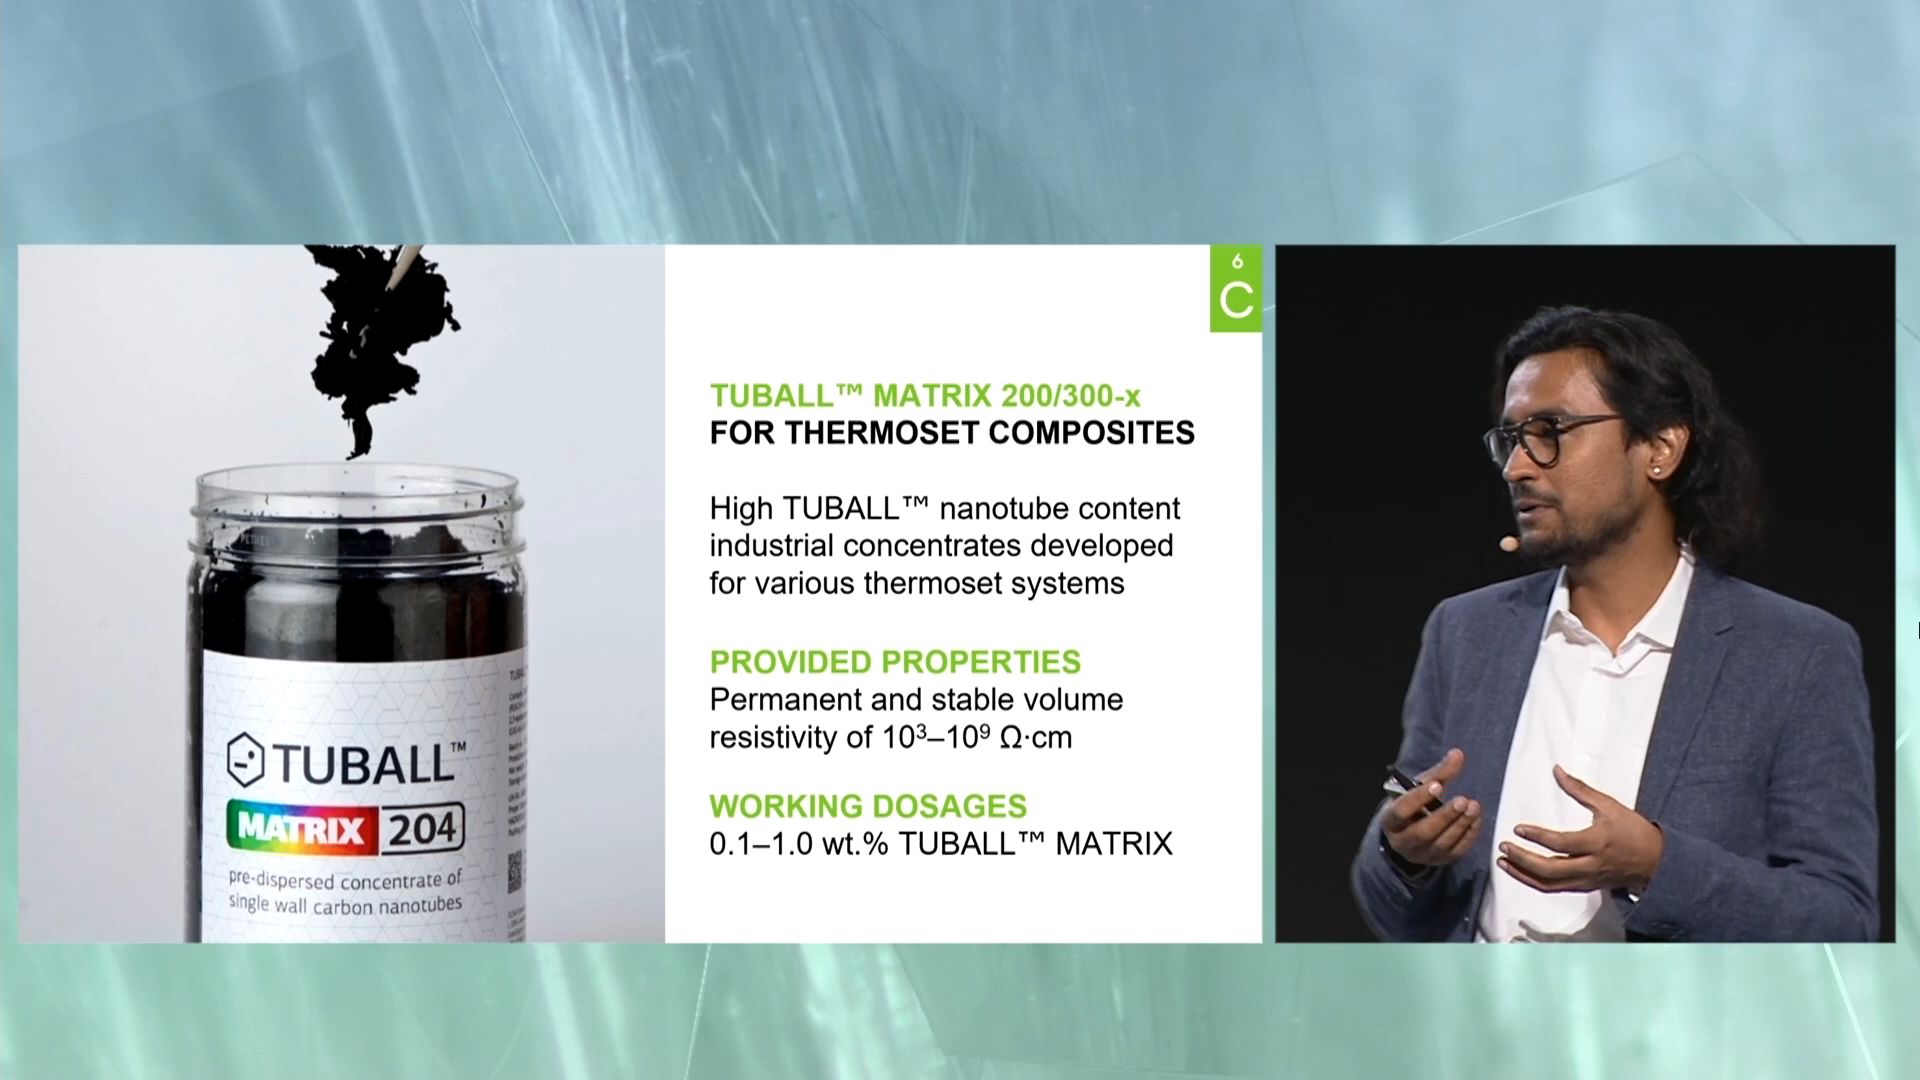 6
C
TUBALL™ MATRIX 200/300-x
FOR THERMOSET COMPOSITES
High TUBALL™ nanotube content
industrial concentrates developed
for various thermoset systems
PROVIDED PROPERTIES
Permanent and stable volume
resistivity of 10³–10⁹ Ω·cm
WORKING DOSAGES
0.1–1.0 wt.% TUBALL™ MATRIX
TUBALL™
MATRIX 204
pre-dispersed concentrate of
single wall carbon nanotubes